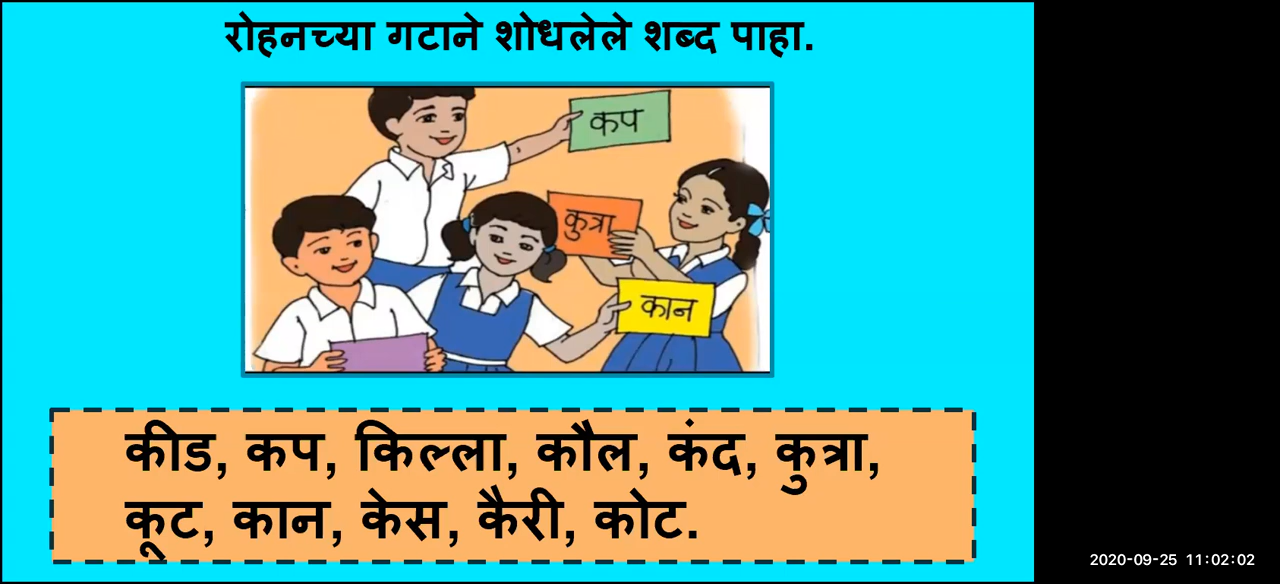 रोहनच्या गटाने शोधलेले शब्द पाहा.
कप
कुत्रा
कान
कीड, कप, किल्ला, कौल, कंद, कुत्रा,
कूट, कान, केस, कैरी, कोट.
2020-09-25 11:02:02